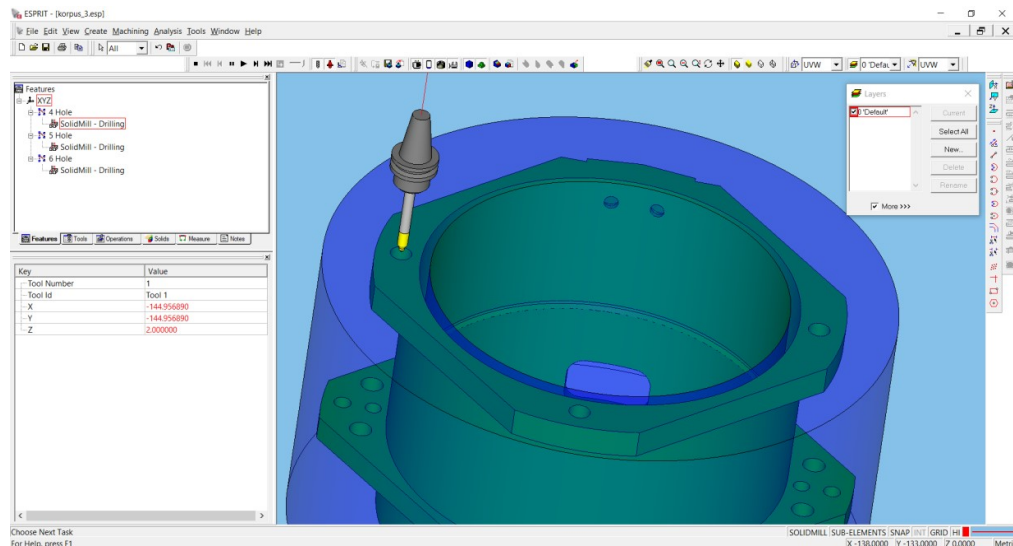 ESPRIT - [korpus_3.esp]
File Edit View Create Machining Analysis Tools Window Help
All
UVW 0 'Defau UVW
Features
XYZ
4 Hole
SolidMill - Drilling
5 Hole
SolidMill - Drilling
6 Hole
SolidMill - Drilling
Features Tools Operations Solids Measure Notes
Key Value
Tool Number 1
Tool Id Tool 1
X -144.956890
Y -144.956890
Z 2.000000
Layers
0 'Default'
Current
Select All
New...
Delete
Rename
More >>>
Choose Next Task
SOLIDMILL SUB-ELEMENTS SNAP INT GRID HI
For Help, press F1
X -138.0000 Y -133.0000 Z 0.0000 Metri